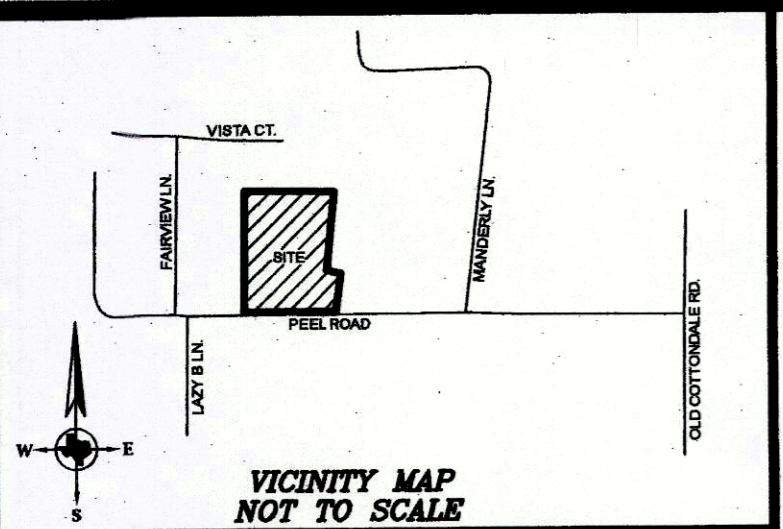 VISTA CT.
FAIRVIEW LN.
MANDERLY LN.
SITE
PEEL ROAD
LAZY B LN.
OLD COTTONDALE RD.
W
E
S
VICINITY MAP
NOT TO SCALE